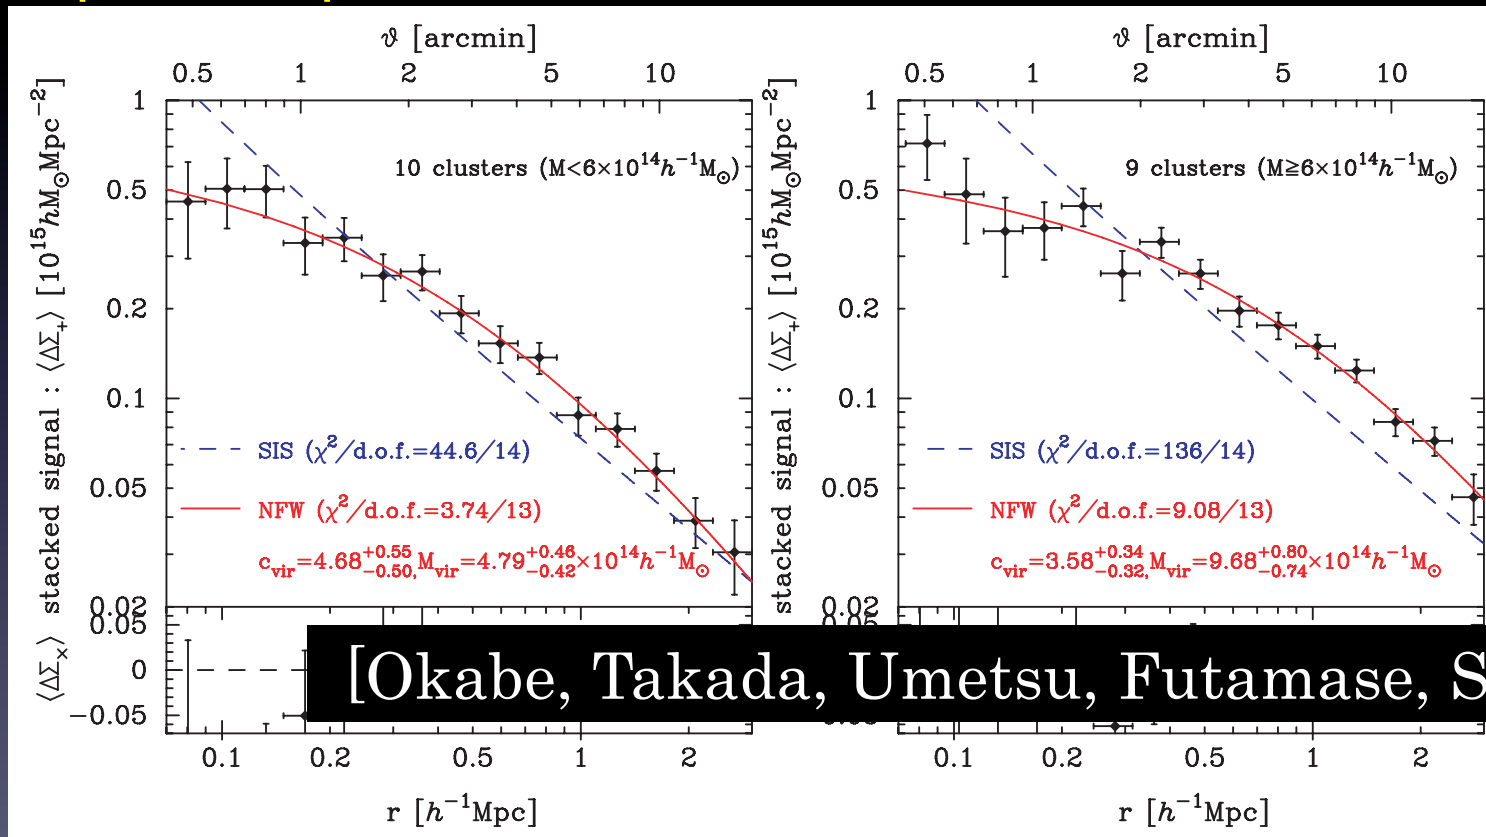 ϑ [arcmin]
0.5 1 2 5 10
stacked signal : ⟨ΔΣ₊⟩ [10¹⁵hM⊙Mpc⁻²]
1
0.5
0.2
0.1
0.05
0.02
10 clusters (M<6×10¹⁴h⁻¹M⊙)
SIS (χ²/d.o.f.=44.6/14)
NFW (χ²/d.o.f.=3.74/13)
c_vir=4.68+0.55−0.50, M_vir=4.79+0.46−0.42×10¹⁴h⁻¹M⊙
⟨ΔΣ×⟩
0.05
0
−0.05
0.1 0.2 0.5 1 2
r [h⁻¹Mpc]
ϑ [arcmin]
0.5 1 2 5 10
stacked signal : ⟨ΔΣ₊⟩ [10¹⁵hM⊙Mpc⁻²]
1
0.5
0.2
0.1
0.05
0.02
9 clusters (M≧6×10¹⁴h⁻¹M⊙)
SIS (χ²/d.o.f.=136/14)
NFW (χ²/d.o.f.=9.08/13)
c_vir=3.58+0.34−0.32, M_vir=9.68+0.80−0.74×10¹⁴h⁻¹M⊙
0.1 0.2 0.5 1 2
r [h⁻¹Mpc]
[Okabe, Takada, Umetsu, Futamase, S